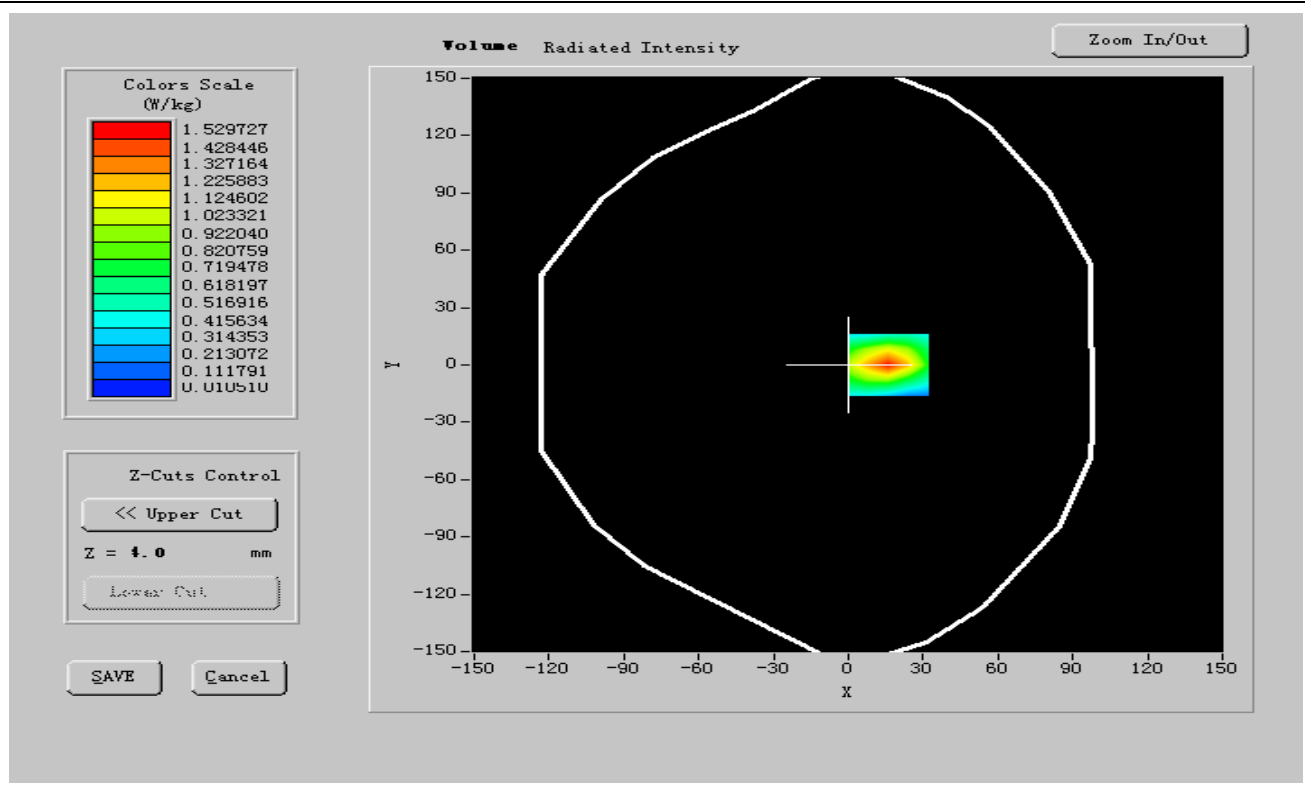 Volume Radiated Intensity
Zoom In/Out
Colors Scale
(W/kg)
1.529727
1.428446
1.327164
1.225883
1.124602
1.023321
0.922040
0.820759
0.719478
0.618197
0.516916
0.415634
0.314353
0.213072
0.111791
0.010510
Z-Cuts Control
<< Upper Cut
Z = 4.0 mm
Lower Cut
SAVE
Cancel
150
120
90
60
30
0
-30
-60
-90
-120
-150
Y
-150 -120 -90 -60 -30 0 30 60 90 120 150
X